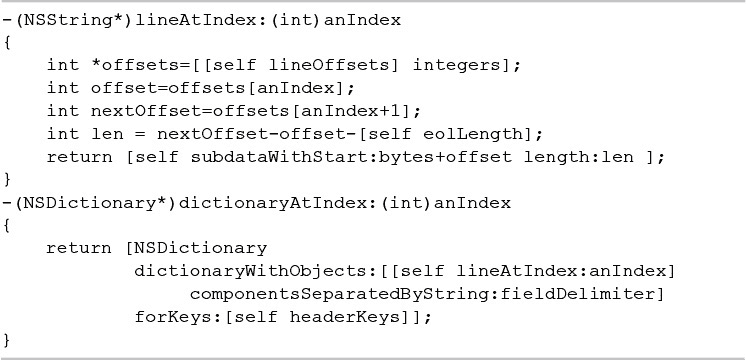 -(NSString*)lineAtIndex:(int)anIndex
{
    int *offsets=[[self lineOffsets] integers];
    int offset=offsets[anIndex];
    int nextOffset=offsets[anIndex+1];
    int len = nextOffset-offset-[self eolLength];
    return [self subdataWithStart:bytes+offset length:len ];
}
-(NSDictionary*)dictionaryAtIndex:(int)anIndex
{
    return [NSDictionary
            dictionaryWithObjects:[[self lineAtIndex:anIndex]
                 componentsSeparatedByString:fieldDelimiter]
            forKeys:[self headerKeys]];
}